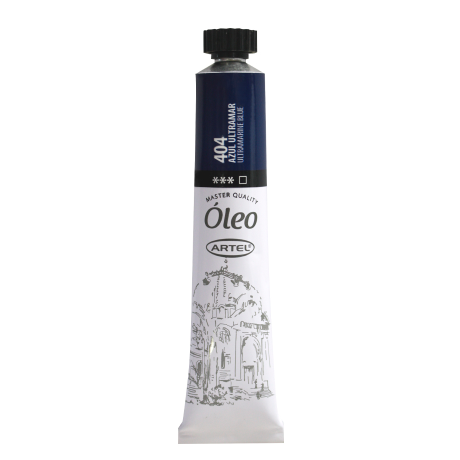 404
AZUL ULTRAMAR
ULTRAMARINE BLUE
***
MASTER QUALITY
Óleo
ARTEL®